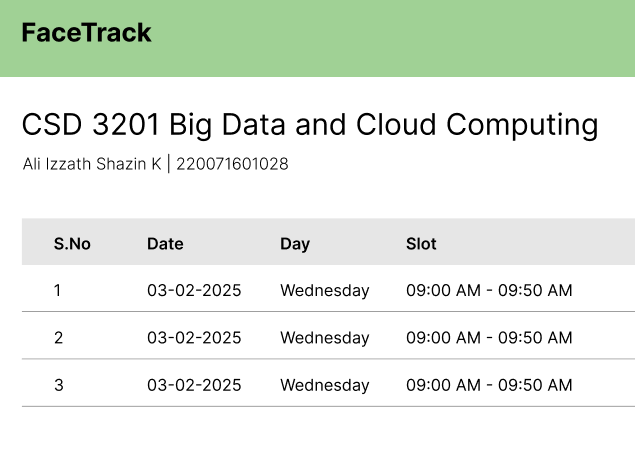 FaceTrack
CSD 3201 Big Data and Cloud Computing
Ali Izzath Shazin K | 220071601028
S.No Date Day Slot
1 03-02-2025 Wednesday 09:00 AM - 09:50 AM
2 03-02-2025 Wednesday 09:00 AM - 09:50 AM
3 03-02-2025 Wednesday 09:00 AM - 09:50 AM